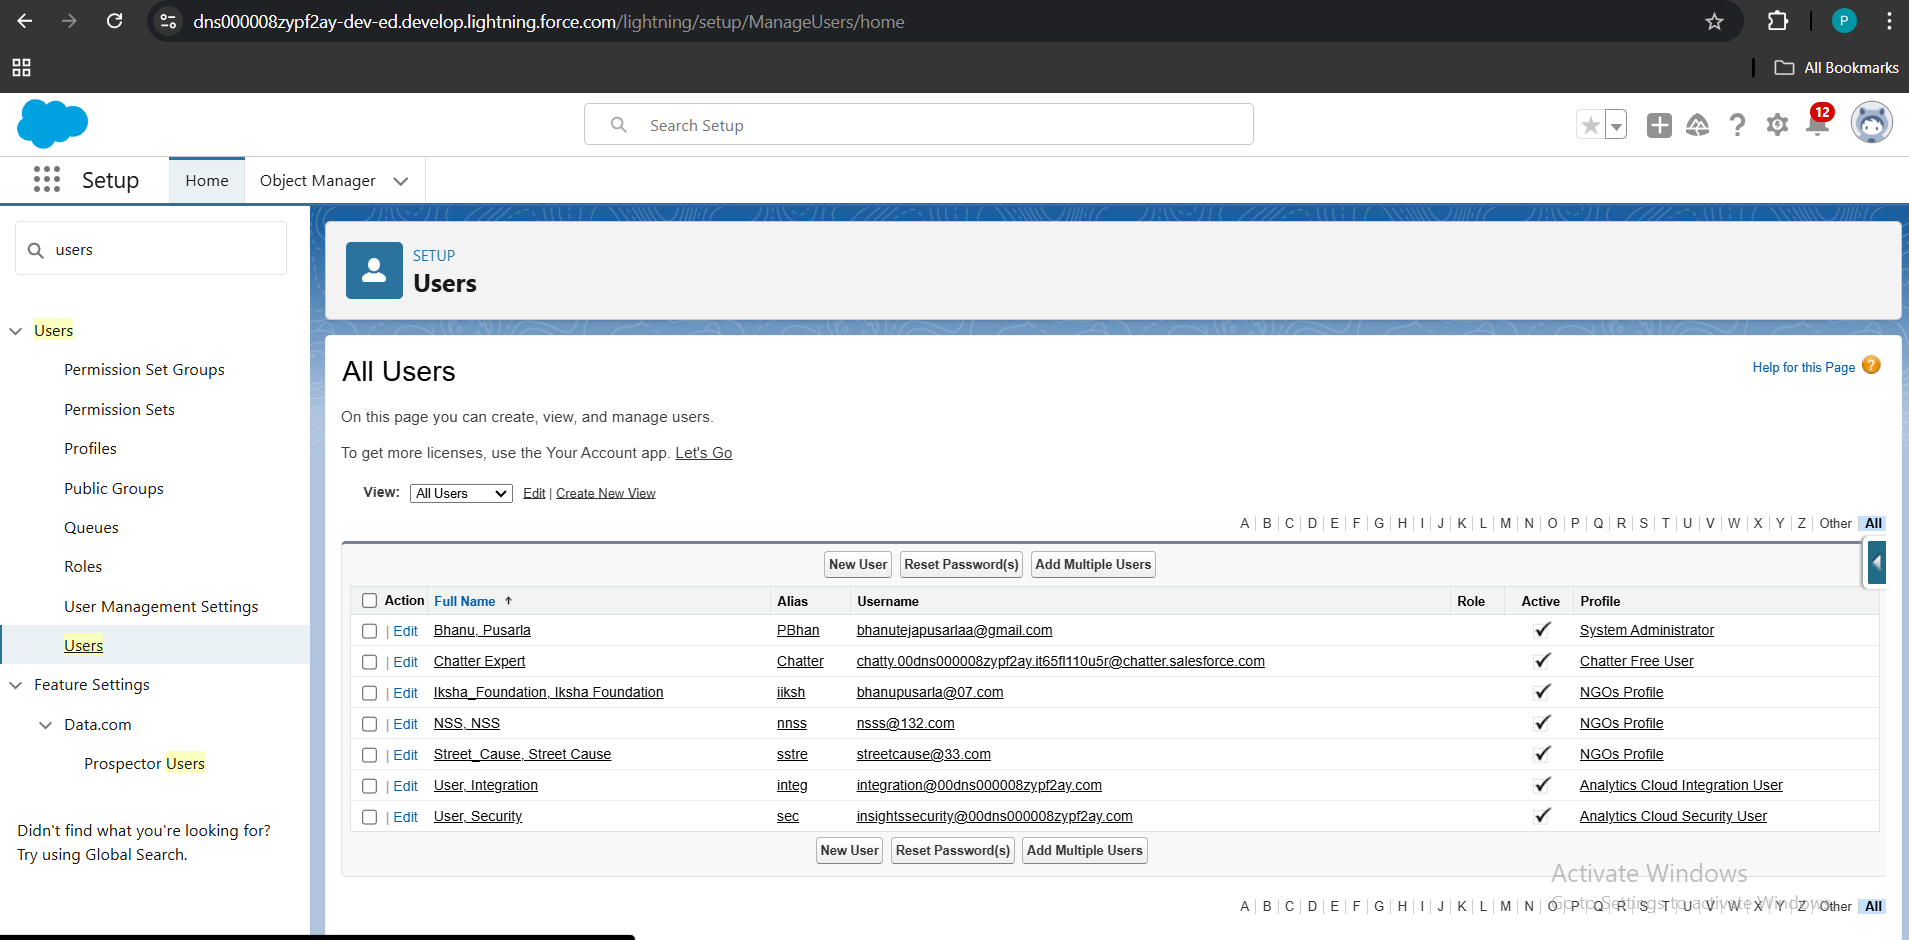 dns000008zypf2ay-dev-ed.develop.lightning.force.com/lightning/setup/ManageUsers/home
P
All Bookmarks
Search Setup
12
Setup
Home
Object Manager
users
Users
Permission Set Groups
Permission Sets
Profiles
Public Groups
Queues
Roles
User Management Settings
Users
Feature Settings
Data.com
Prospector Users
Didn't find what you're looking for?
Try using Global Search.
SETUP
Users
All Users
Help for this Page ?
On this page you can create, view, and manage users.
To get more licenses, use the Your Account app. Let's Go
View: All Users Edit | Create New View
A | B | C | D | E | F | G | H | I | J | K | L | M | N | O | P | Q | R | S | T | U | V | W | X | Y | Z | Other All
New User Reset Password(s) Add Multiple Users
Action Full Name ↑ Alias Username Role Active Profile
| Edit Bhanu, Pusarla PBhan bhanutejapusarlaa@gmail.com ✓ System Administrator
| Edit Chatter Expert Chatter chatty.00dns000008zypf2ay.it65fl110u5r@chatter.salesforce.com ✓ Chatter Free User
| Edit Iksha_Foundation, Iksha Foundation iiksh bhanupusarla@07.com ✓ NGOs Profile
| Edit NSS, NSS nnss nsss@132.com ✓ NGOs Profile
| Edit Street_Cause, Street Cause sstre streetcause@33.com ✓ NGOs Profile
| Edit User, Integration integ integration@00dns000008zypf2ay.com ✓ Analytics Cloud Integration User
| Edit User, Security sec insightssecurity@00dns000008zypf2ay.com ✓ Analytics Cloud Security User
New User Reset Password(s) Add Multiple Users
Activate Windows
Go to Settings to activate Windows.
A | B | C | D | E | F | G | H | I | J | K | L | M | N | O | P | Q | R | S | T | U | V | W | X | Y | Z | Other All